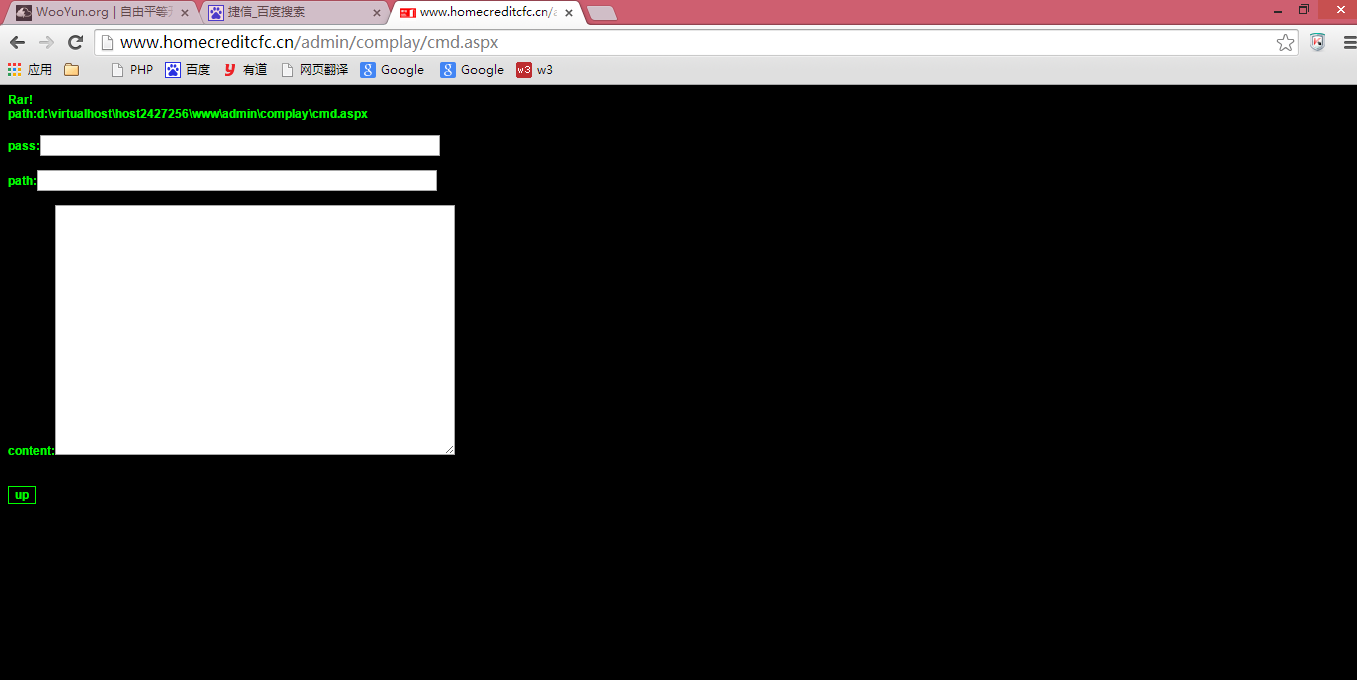 WooYun.org | 自由平等开
捷信_百度搜索
www.homecreditcfc.cn/a
www.homecreditcfc.cn/admin/complay/cmd.aspx
应用 PHP 百度 有道 网页翻译 Google Google w3 w3
Rar!
path:d:\virtualhost\host2427256\www\admin\complay\cmd.aspx
pass:
path:
content:
up